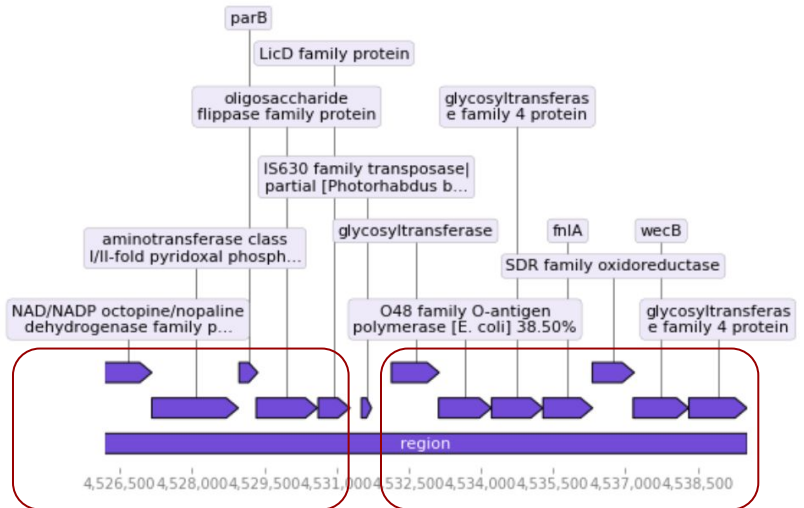 parB
LicD family protein
oligosaccharide
flippase family protein
glycosyltransferas
e family 4 protein
IS630 family transposase|
partial [Photorhabdus b...
glycosyltransferase
fnlA
wecB
aminotransferase class
I/II-fold pyridoxal phosph...
SDR family oxidoreductase
NAD/NADP octopine/nopaline
dehydrogenase family p...
O48 family O-antigen
polymerase [E. coli] 38.50%
glycosyltransferas
e family 4 protein
region
4,526,500 4,528,000 4,529,500 4,531,000 4,532,500 4,534,000 4,535,500 4,537,000 4,538,500